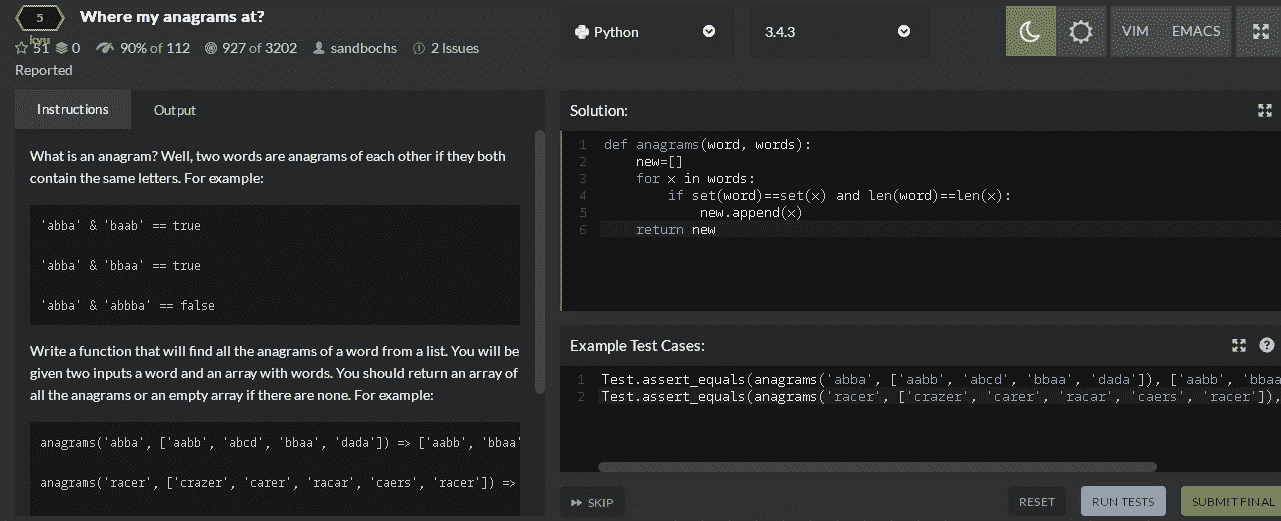 5
kyu
Where my anagrams at?
51 0 90% of 112 927 of 3202 sandbochs 2 Issues
Reported
Python
3.4.3
VIM EMACS
Instructions Output
What is an anagram? Well, two words are anagrams of each other if they both
contain the same letters. For example:
'abba' & 'baab' == true
'abba' & 'bbaa' == true
'abba' & 'abbba' == false
Write a function that will find all the anagrams of a word from a list. You will be
given two inputs a word and an array with words. You should return an array of
all the anagrams or an empty array if there are none. For example:
anagrams('abba', ['aabb', 'abcd', 'bbaa', 'dada']) => ['aabb', 'bbaa'
anagrams('racer', ['crazer', 'carer', 'racar', 'caers', 'racer']) =>
Solution:
1 def anagrams(word, words):
2 new=[]
3 for x in words:
4 if set(word)==set(x) and len(word)==len(x):
5 new.append(x)
6 return new
Example Test Cases:
?
1 Test.assert_equals(anagrams('abba', ['aabb', 'abcd', 'bbaa', 'dada']), ['aabb', 'bbaa
2 Test.assert_equals(anagrams('racer', ['crazer', 'carer', 'racar', 'caers', 'racer']),
SKIP
RESET
RUN TESTS
SUBMIT FINAL